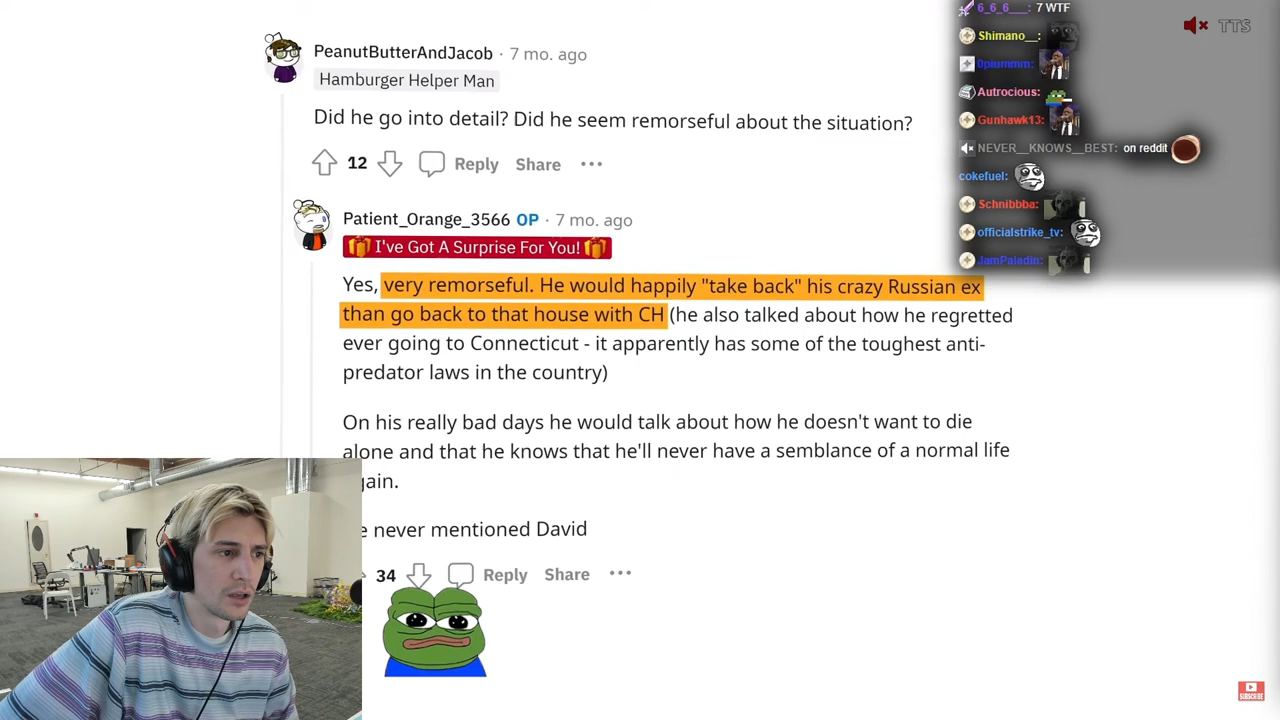 PeanutButterAndJacob · 7 mo. ago
Hamburger Helper Man
Did he go into detail? Did he seem remorseful about the situation?
12 Reply Share ···
Patient_Orange_3566 OP · 7 mo. ago
I've Got A Surprise For You!
Yes, very remorseful. He would happily "take back" his crazy Russian ex
than go back to that house with CH (he also talked about how he regretted
ever going to Connecticut - it apparently has some of the toughest anti-
predator laws in the country)
On his really bad days he would talk about how he doesn't want to die
alone and that he knows that he'll never have a semblance of a normal life
gain.
e never mentioned David
34 Reply Share ···
6_6_6___: 7 WTF
Shimano__:
0piummm:
Autrocious:
Gunhawk13:
NEVER__KNOWS__BEST: on reddit
cokefuel:
Schnibbba:
officialstrike_tv:
JamPaladin:
TTS
SUBSCRIBE